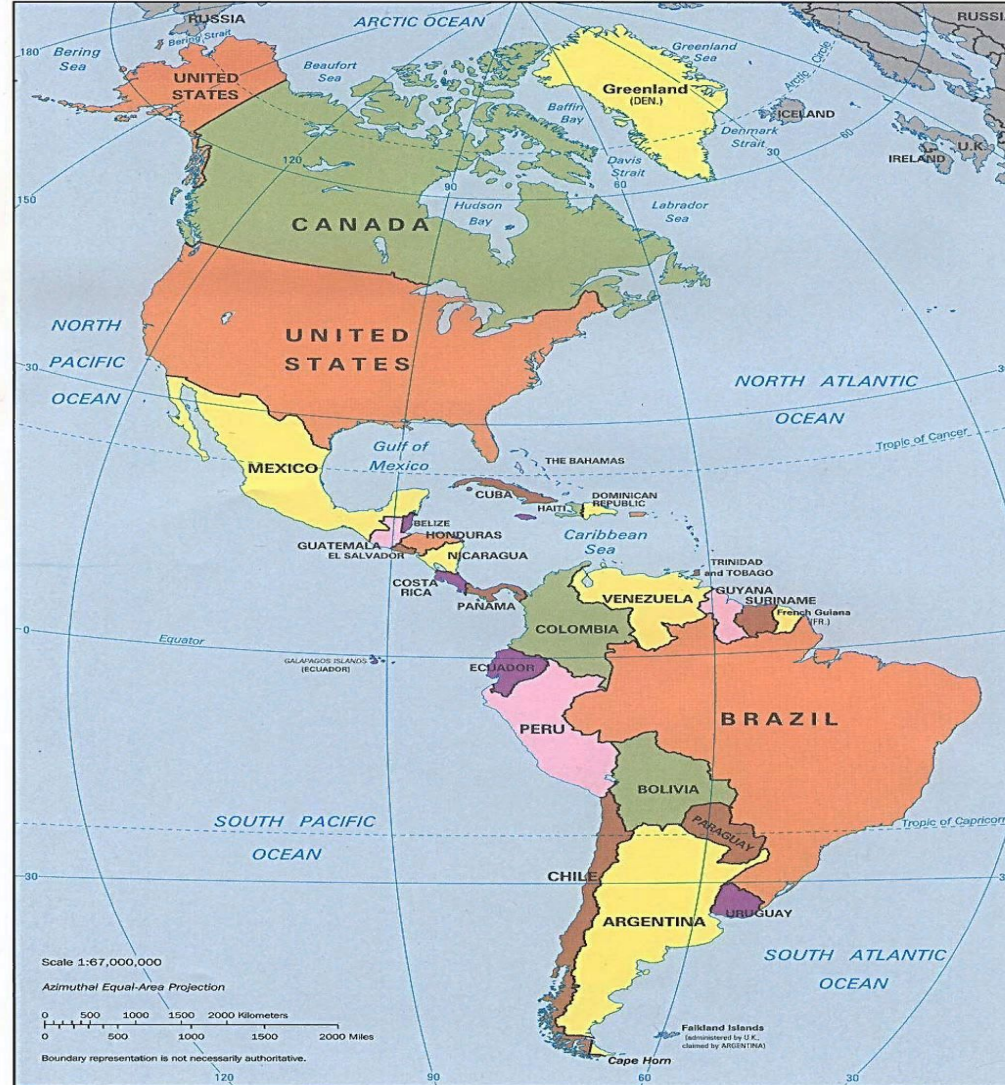 RUSSIA
ARCTIC OCEAN
RUSSI
180
Bering
Sea
Bering Strait
Beaufort
Sea
Greenland
Sea
Arctic Circle
UNITED
STATES
Greenland
(DEN.)
Baffin
Bay
ICELAND
Denmark
Strait
60
U.K.
IRELAND
30
120
Davis
Strait
60
90
150
Hudson
Bay
Labrador
Sea
CANADA
NORTH
PACIFIC
OCEAN
30
UNITED
STATES
NORTH ATLANTIC
OCEAN
3
Tropic of Cancer
Gulf of
Mexico
MEXICO
THE BAHAMAS
CUBA
HAITI
DOMINICAN
REPUBLIC
BELIZE
HONDURAS
GUATEMALA
EL SALVADOR
NICARAGUA
Caribbean
Sea
COSTA
RICA
PANAMA
TRINIDAD
and TOBAGO
VENEZUELA
GUYANA
SURINAME
French Guiana
(FR.)
COLOMBIA
0
Equator
GALAPAGOS ISLANDS
(ECUADOR)
ECUADOR
PERU
BRAZIL
BOLIVIA
SOUTH PACIFIC
OCEAN
PARAGUAY
Tropic of Capricorn
30
CHILE
30
ARGENTINA
URUGUAY
SOUTH ATLANTIC
OCEAN
Scale 1:67,000,000
Azimuthal Equal-Area Projection
0 500 1000 1500 2000 Kilometers
0 500 1000 1500 2000 Miles
Boundary representation is not necessarily authoritative.
Falkland Islands
(administered by U.K.,
claimed by ARGENTINA)
Cape Horn
120
90
60
30